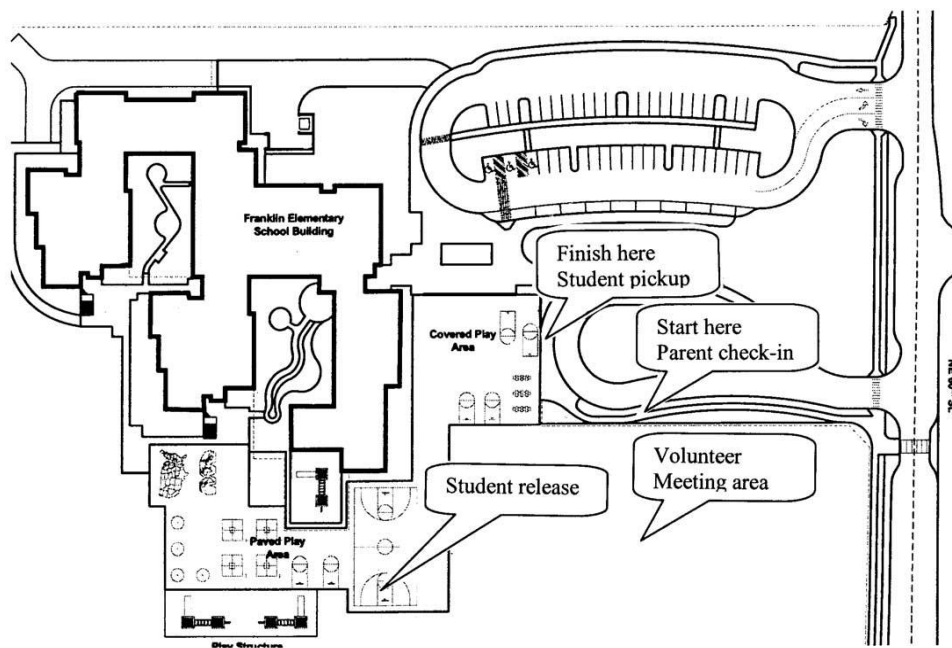 Franklin Elementary
School Building
Finish here
Student pickup
Covered Play
Area
Start here
Parent check-in
Volunteer
Meeting area
Student release
Paved Play
Area
Play Structure